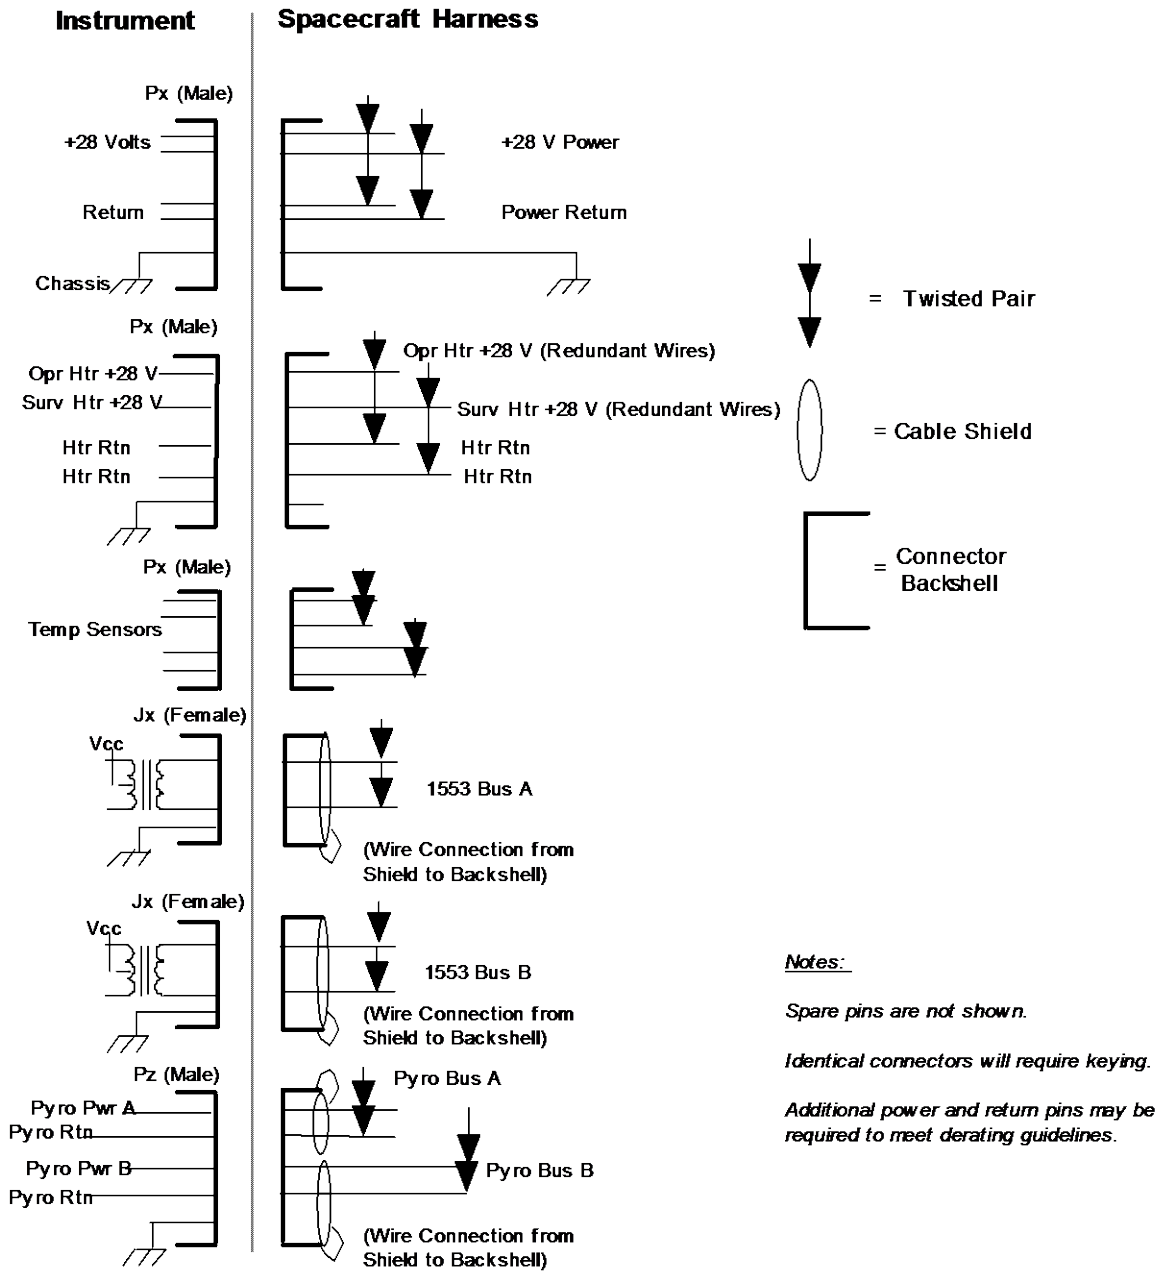 Instrument
Spacecraft Harness
Px (Male)
+28 Volts
+28 V Power
Return
Power Return
Chassis
= Twisted Pair
Px (Male)
Opr Htr +28 V (Redundant Wires)
Opr Htr +28 V
Surv Htr +28 V
Surv Htr +28 V (Redundant Wires)
= Cable Shield
Htr Rtn
Htr Rtn
Htr Rtn
Htr Rtn
= Connector
Backshell
Px (Male)
Temp Sensors
Jx (Female)
Vcc
1553 Bus A
(Wire Connection from
Shield to Backshell)
Jx (Female)
Vcc
1553 Bus B
(Wire Connection from
Shield to Backshell)
Notes:
Spare pins are not shown.
Identical connectors will require keying.
Additional power and return pins may be
required to meet derating guidelines.
Pz (Male)
Pyro Bus A
Pyro Pwr A
Pyro Rtn
Pyro Pwr B
Pyro Bus B
Pyro Rtn
(Wire Connection from
Shield to Backshell)